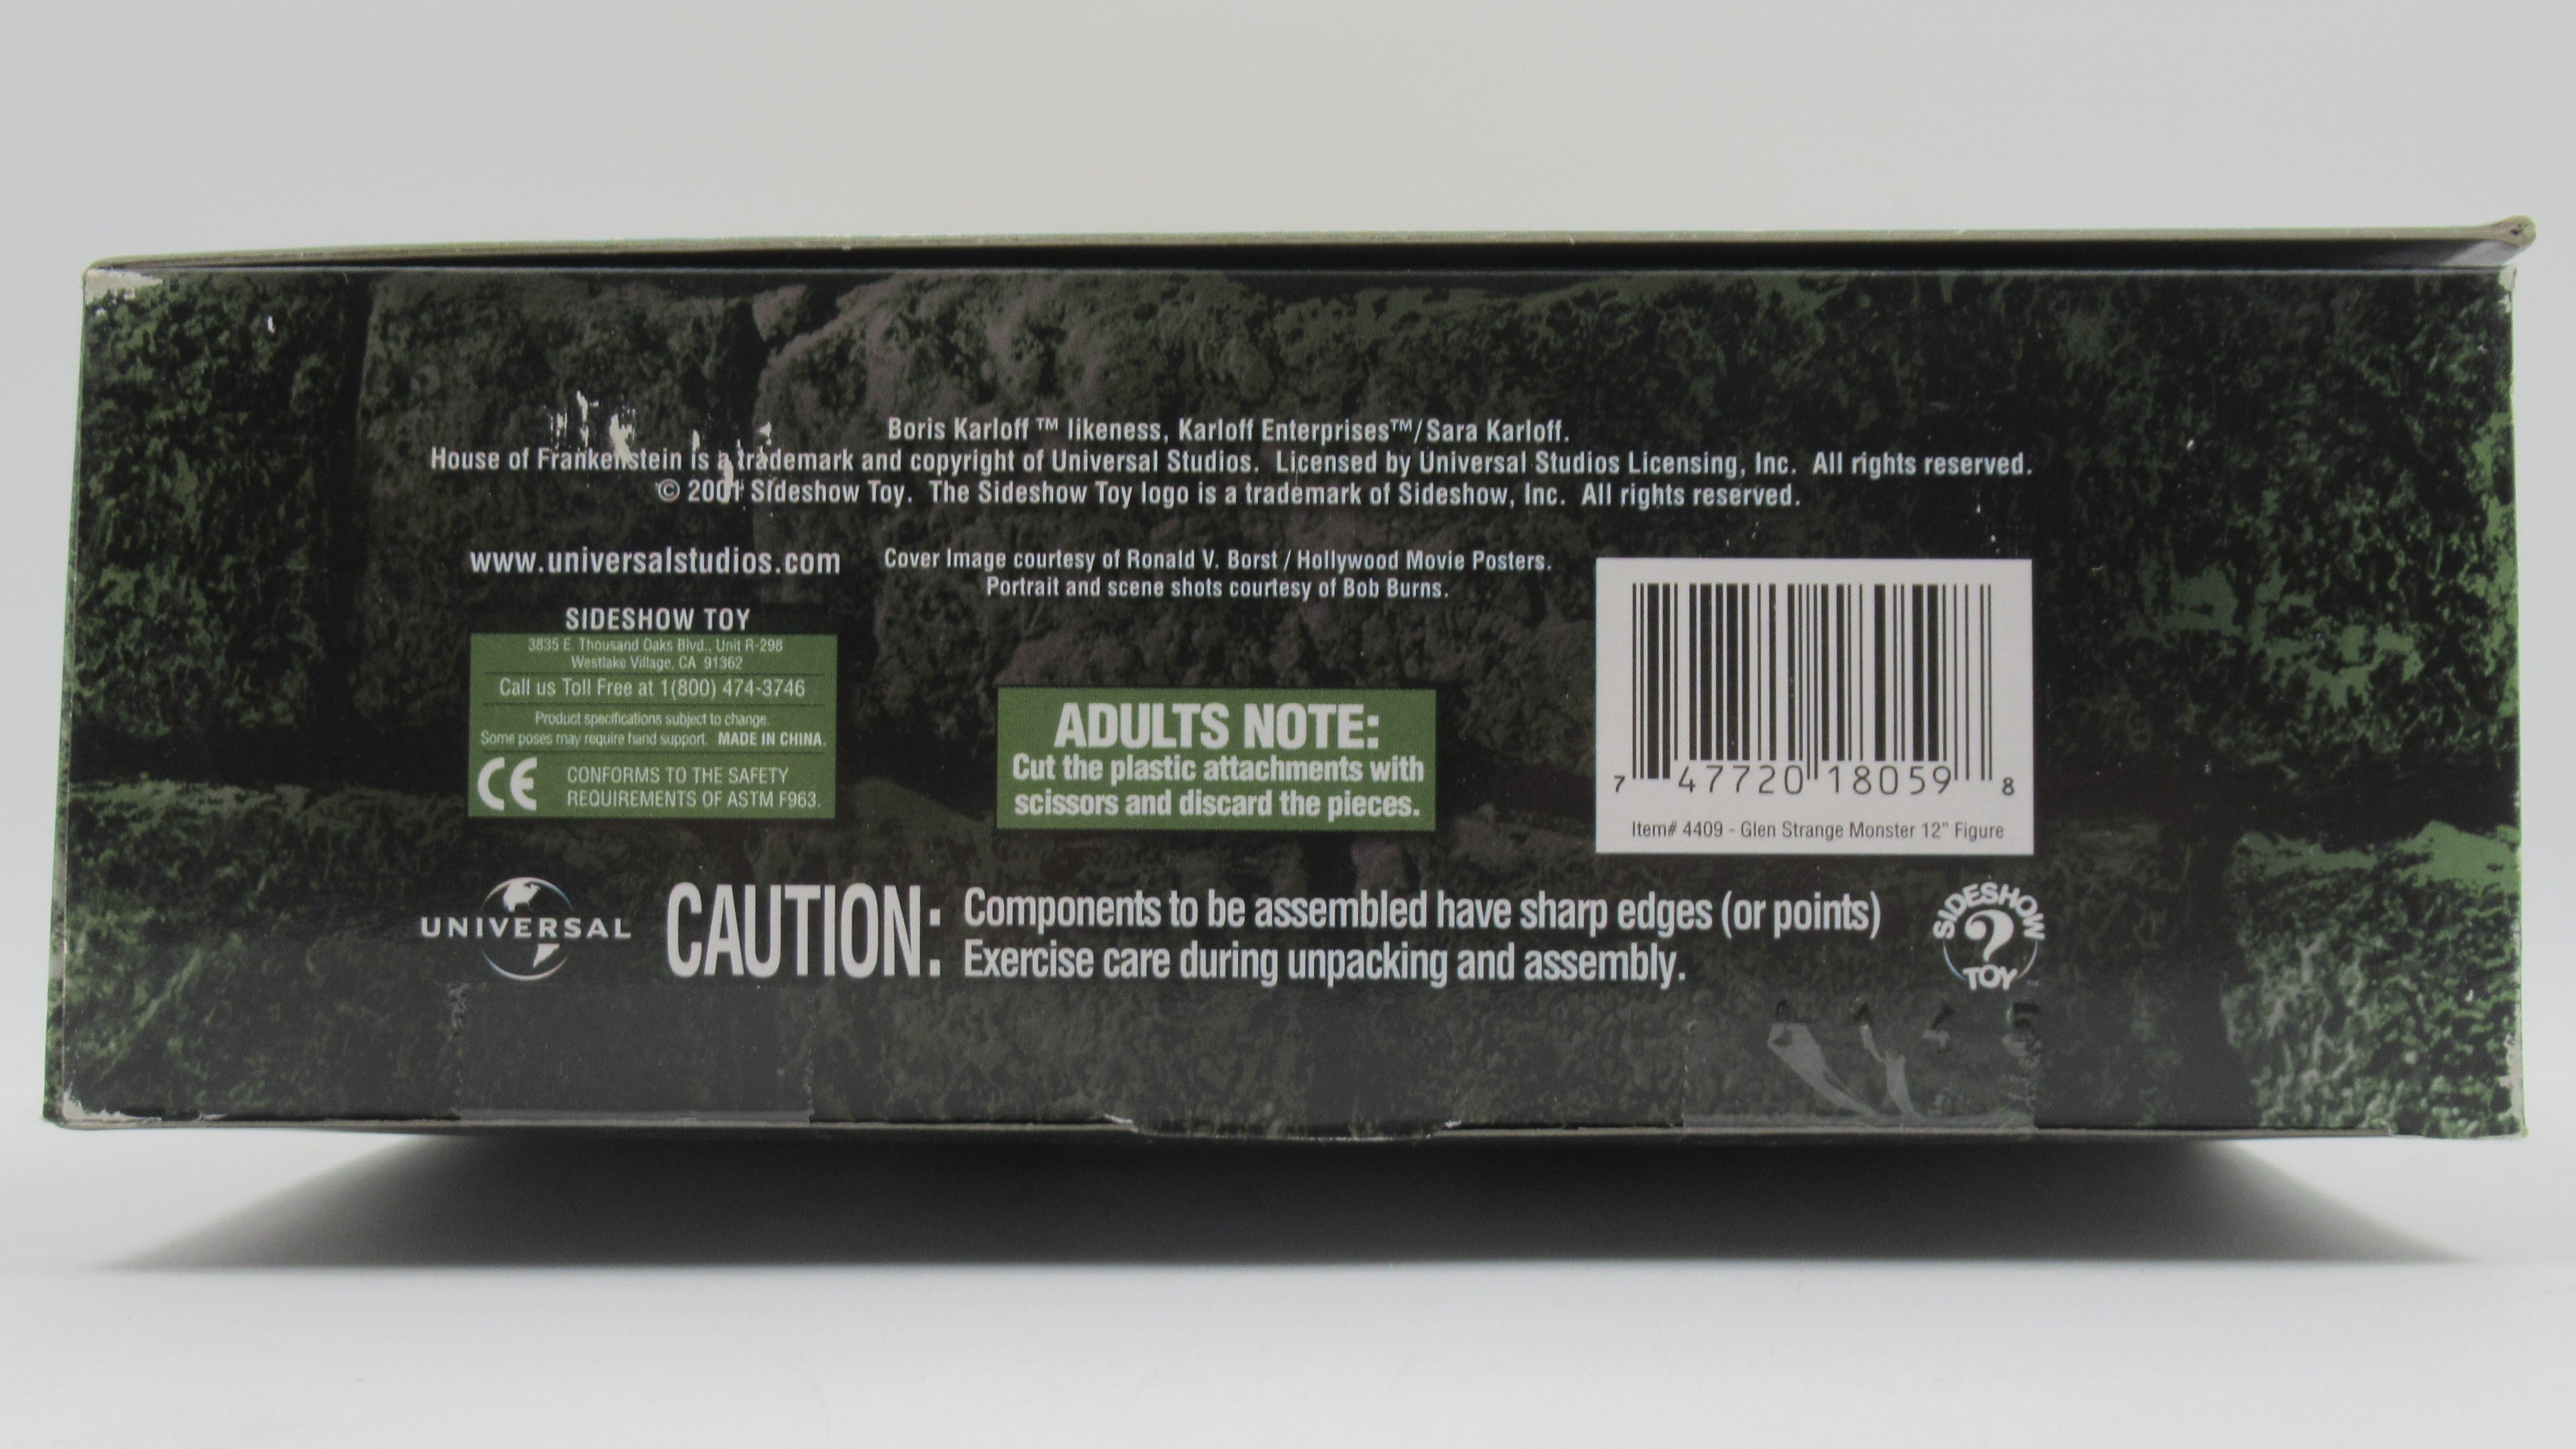 Boris Karloff ™ likeness, Karloff Enterprises™/Sara Karloff.
House of Frankenstein is a trademark and copyright of Universal Studios. Licensed by Universal Studios Licensing, Inc. All rights reserved.
© 2001 Sideshow Toy. The Sideshow Toy logo is a trademark of Sideshow, Inc. All rights reserved.
www.universalstudios.com
Cover Image courtesy of Ronald V. Borst / Hollywood Movie Posters.
Portrait and scene shots courtesy of Bob Burns.
SIDESHOW TOY
3835 E. Thousand Oaks Blvd., Unit R-298
Westlake Village, CA 91362
Call us Toll Free at 1(800) 474-3746
Product specifications subject to change.
Some poses may require hand support. MADE IN CHINA.
CE CONFORMS TO THE SAFETY
REQUIREMENTS OF ASTM F963.
ADULTS NOTE:
Cut the plastic attachments with
scissors and discard the pieces.
7 47720 18059 8
Item# 4409 - Glen Strange Monster 12" Figure
UNIVERSAL
CAUTION: Components to be assembled have sharp edges (or points)
Exercise care during unpacking and assembly.
SIDESHOW
?
TOY ™